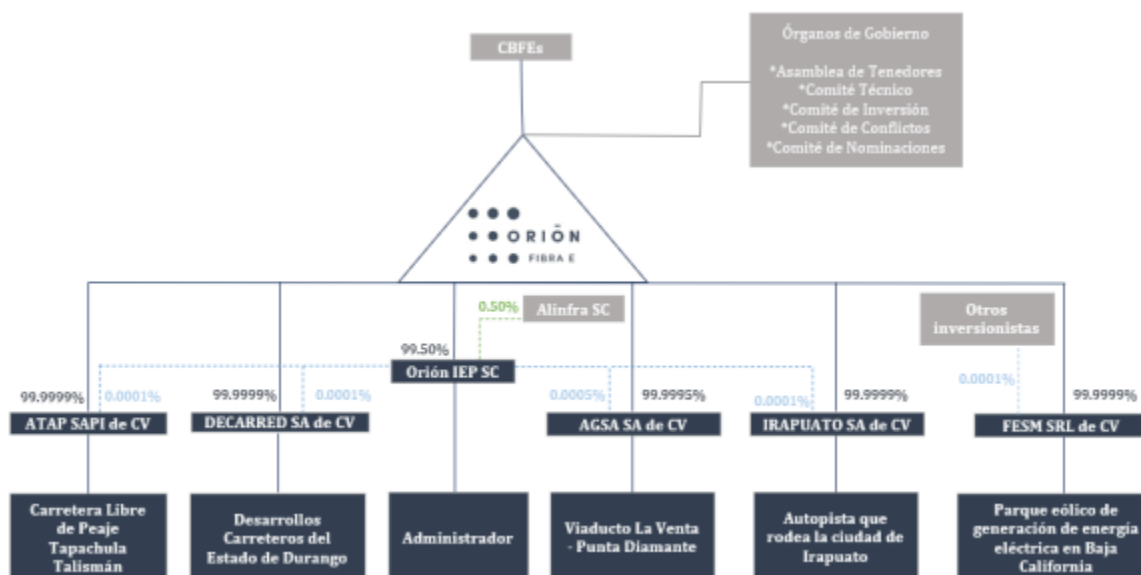 CBFEs
Órganos de Gobierno
*Asamblea de Tenedores
*Comité Técnico
*Comité de Inversión
*Comité de Conflictos
*Comité de Nominaciones
ORIÓN
FIBRA E
0.50%
Alinfra SC
Otros
inversionistas
99.50%
Orión IEP SC
99.9999%
0.0001%
99.9999%
0.0001%
0.0005%
99.9995%
0.0001%
99.9999%
0.0001%
99.9999%
ATAP SAPI de CV
DECARRED SA de CV
AGSA SA de CV
IRAPUATO SA de CV
FESM SRL de CV
Carretera Libre
de Peaje
Tapachula
Talismán
Desarrollos
Carreteros del
Estado de Durango
Administrador
Viaducto La Venta
- Punta Diamante
Autopista que
rodea la ciudad de
Irapuato
Parque eólico de
generación de energía
eléctrica en Baja
California